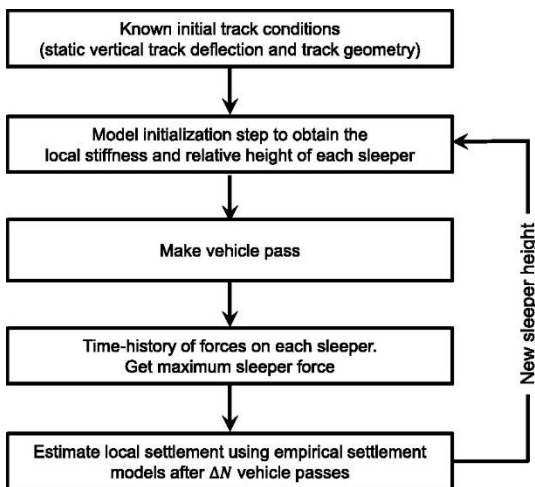 Known initial track conditions
(static vertical track deflection and track geometry)
Model initialization step to obtain the
local stiffness and relative height of each sleeper
Make vehicle pass
Time-history of forces on each sleeper.
Get maximum sleeper force
Estimate local settlement using empirical settlement
models after ΔN vehicle passes
New sleeper height